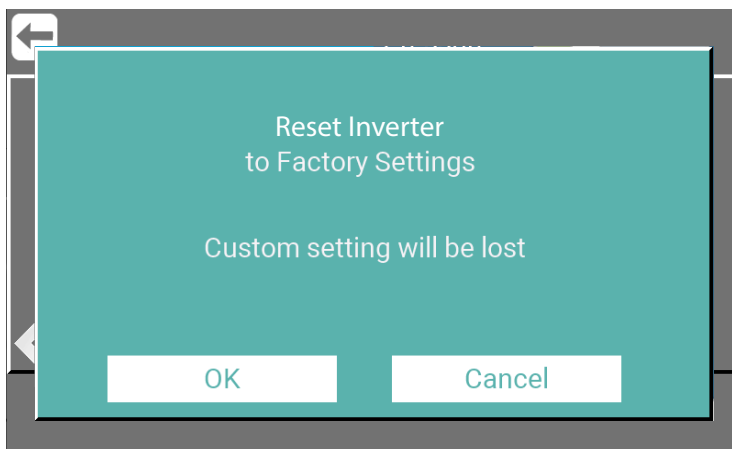 Reset Inverter
to Factory Settings
Custom setting will be lost
OK
Cancel